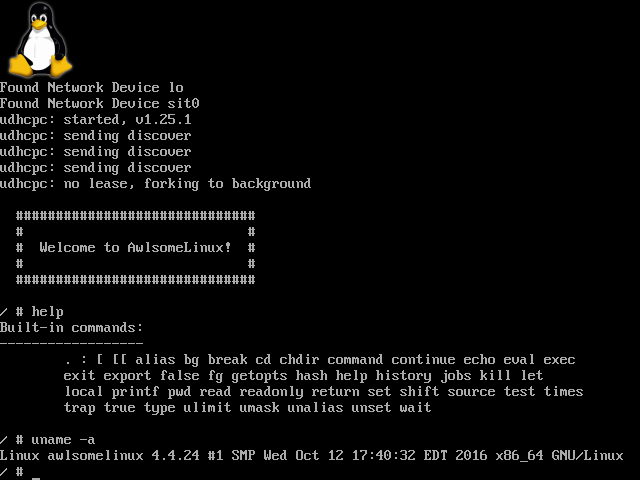 Found Network Device lo
Found Network Device sit0
udhcpc: started, v1.25.1
udhcpc: sending discover
udhcpc: sending discover
udhcpc: sending discover
udhcpc: no lease, forking to background
##############################
#                            #
#  Welcome to AwlsomeLinux!  #
#                            #
##############################
/ # help
Built-in commands:
------------------
. : [ [[ alias bg break cd chdir command continue echo eval exec
exit export false fg getopts hash help history jobs kill let
local printf pwd read readonly return set shift source test times
trap true type ulimit umask unalias unset wait
/ # uname -a
Linux awlsomelinux 4.4.24 #1 SMP Wed Oct 12 17:40:32 EDT 2016 x86_64 GNU/Linux
/ # _